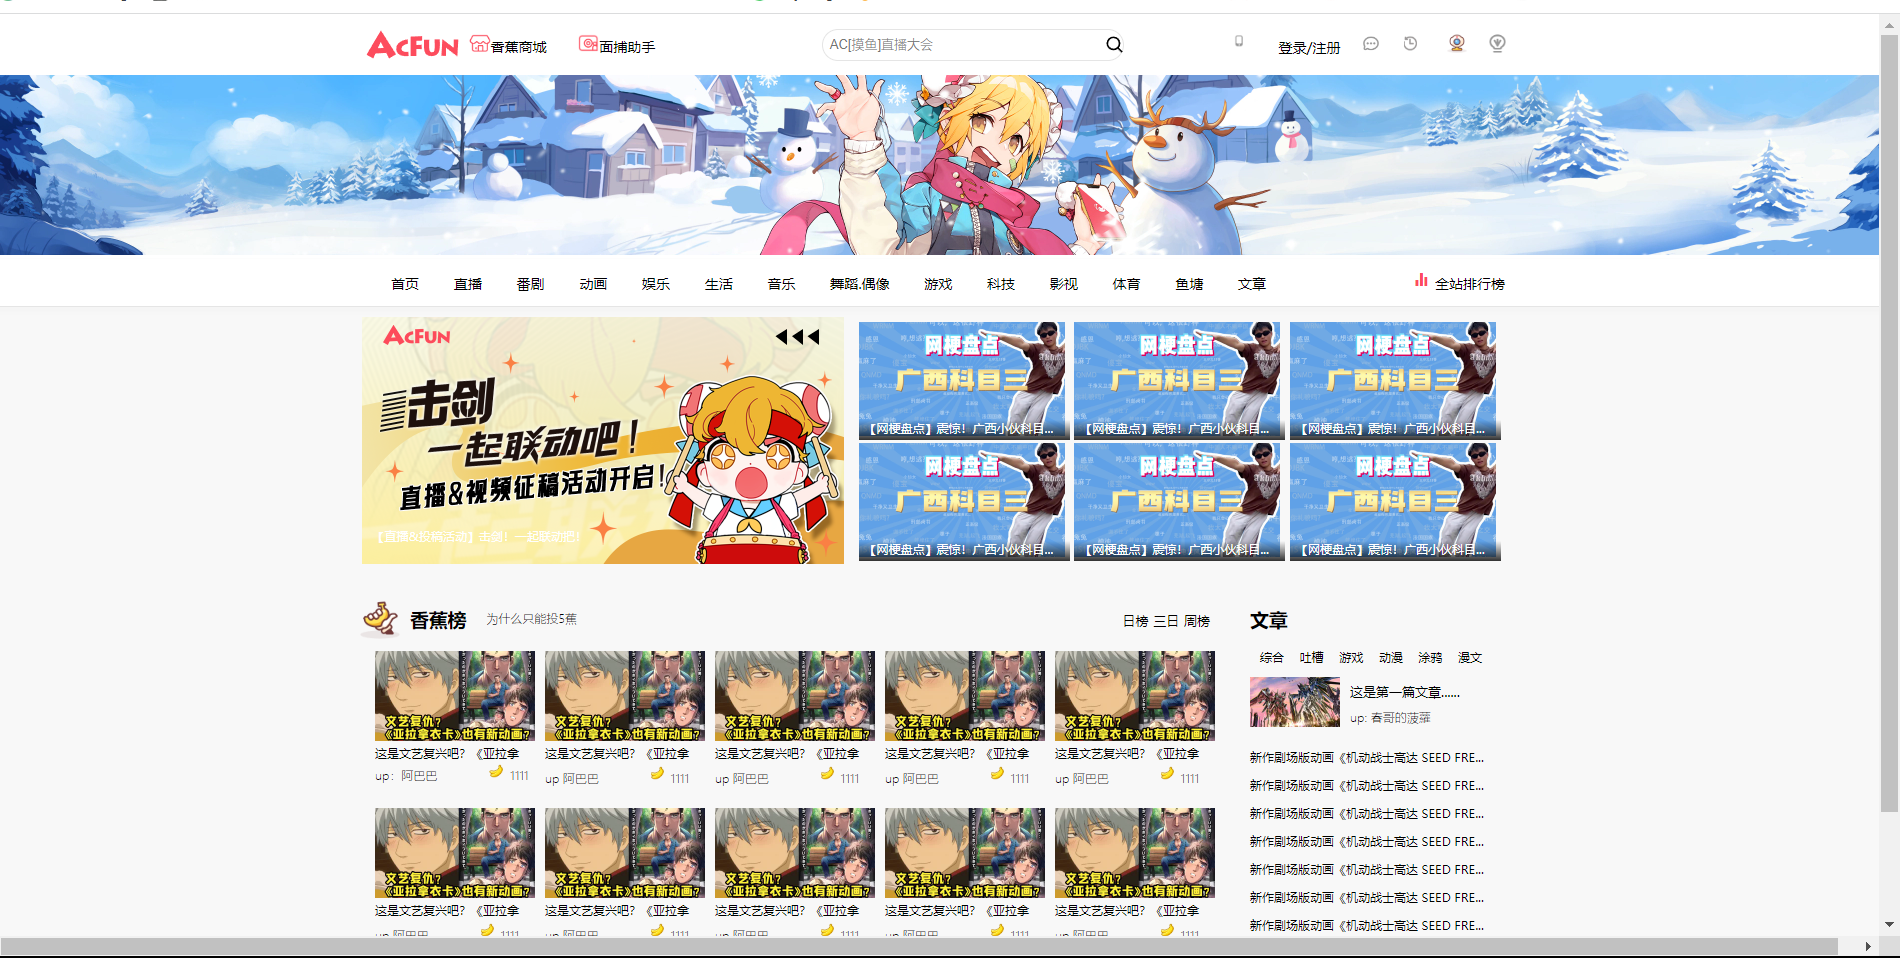 AcFun 香蕉商城 面捕助手 AC[摸鱼]直播大会 登录/注册
首页 直播 番剧 动画 娱乐 生活 音乐 舞蹈.偶像 游戏 科技 影视 体育 鱼塘 文章 全站排行榜
AcFun
击剑
一起联动吧！
直播&视频征稿活动开启！
【直播&投稿活动】击剑！一起联动吧！
网梗盘点 网梗盘点 网梗盘点
广西科目三 广西科目三 广西科目三
【网梗盘点】震惊！广西小伙科目... 【网梗盘点】震惊！广西小伙科目... 【网梗盘点】震惊！广西小伙科目...
网梗盘点 网梗盘点 网梗盘点
广西科目三 广西科目三 广西科目三
【网梗盘点】震惊！广西小伙科目... 【网梗盘点】震惊！广西小伙科目... 【网梗盘点】震惊！广西小伙科目...
香蕉榜 为什么只能投5蕉 日榜 三日 周榜
文艺复仇？ 文艺复仇？ 文艺复仇？ 文艺复仇？ 文艺复仇？
《亚拉拿衣卡》也有新动画？ 《亚拉拿衣卡》也有新动画？ 《亚拉拿衣卡》也有新动画？ 《亚拉拿衣卡》也有新动画？ 《亚拉拿衣卡》也有新动画？
这是文艺复兴吧？《亚拉拿 这是文艺复兴吧？《亚拉拿 这是文艺复兴吧？《亚拉拿 这是文艺复兴吧？《亚拉拿 这是文艺复兴吧？《亚拉拿
up：阿巴巴 1111 up 阿巴巴 1111 up 阿巴巴 1111 up 阿巴巴 1111 up 阿巴巴 1111
文艺复仇？ 文艺复仇？ 文艺复仇？ 文艺复仇？ 文艺复仇？
《亚拉拿衣卡》也有新动画？ 《亚拉拿衣卡》也有新动画？ 《亚拉拿衣卡》也有新动画？ 《亚拉拿衣卡》也有新动画？ 《亚拉拿衣卡》也有新动画？
这是文艺复兴吧？《亚拉拿 这是文艺复兴吧？《亚拉拿 这是文艺复兴吧？《亚拉拿 这是文艺复兴吧？《亚拉拿 这是文艺复兴吧？《亚拉拿
up 阿巴巴 1111 up 阿巴巴 1111 up 阿巴巴 1111 up 阿巴巴 1111 up 阿巴巴 1111
文章
综合 吐槽 游戏 动漫 涂鸦 漫文
这是第一篇文章......
up: 春哥的菠萝
新作剧场版动画《机动战士高达 SEED FRE...
新作剧场版动画《机动战士高达 SEED FRE...
新作剧场版动画《机动战士高达 SEED FRE...
新作剧场版动画《机动战士高达 SEED FRE...
新作剧场版动画《机动战士高达 SEED FRE...
新作剧场版动画《机动战士高达 SEED FRE...
新作剧场版动画《机动战士高达 SEED FRE...